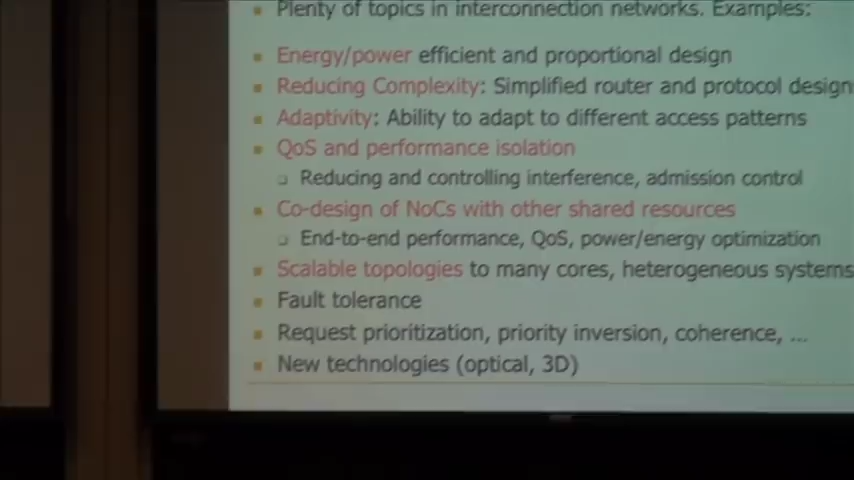 Plenty of topics in interconnection networks. Examples:
Energy/power efficient and proportional design
Reducing Complexity: Simplified router and protocol design
Adaptivity: Ability to adapt to different access patterns
QoS and performance isolation
Reducing and controlling interference, admission control
Co-design of NoCs with other shared resources
End-to-end performance, QoS, power/energy optimization
Scalable topologies to many cores, heterogeneous systems
Fault tolerance
Request prioritization, priority inversion, coherence, ...
New technologies (optical, 3D)